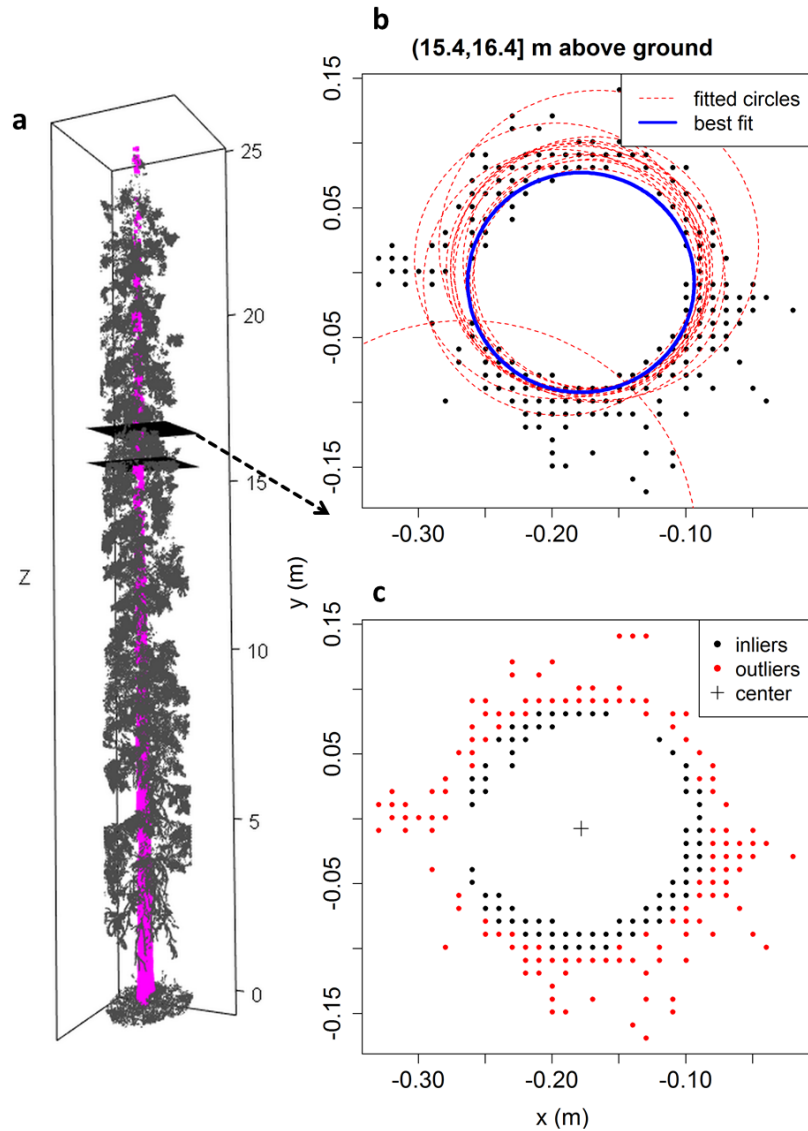 a
25
20
15
10
5
0
Z
b
(15.4,16.4] m above ground
fitted circles
best fit
0.15
0.05
-0.05
-0.15
-0.30
-0.20
-0.10
y (m)
c
inliers
outliers
center
0.15
0.05
-0.05
-0.15
-0.30
-0.20
-0.10
x (m)